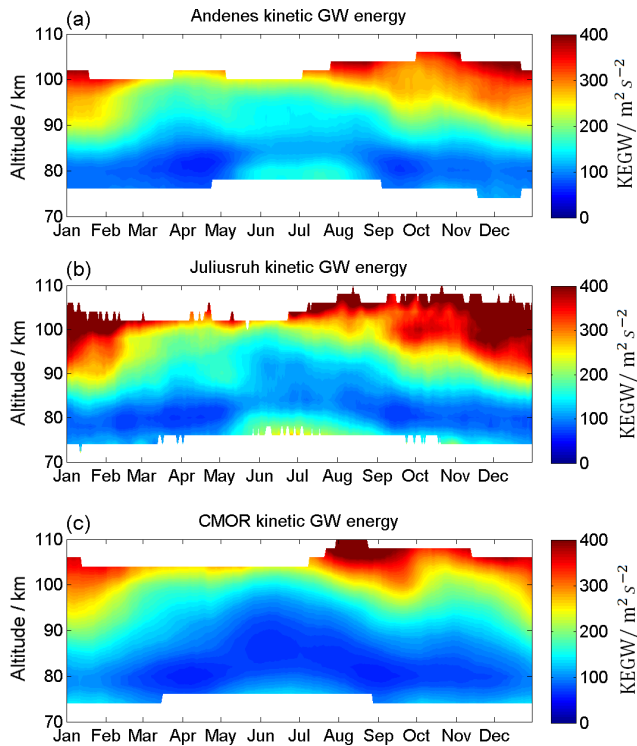 (a) Andenes kinetic GW energy
110
100
90
80
70
Altitude / km
Jan Feb Mar Apr May Jun Jul Aug Sep Oct Nov Dec
400
300
200
100
0
KEGW/ m² s⁻²
(b) Juliusruh kinetic GW energy
110
100
90
80
70
Altitude / km
Jan Feb Mar Apr May Jun Jul Aug Sep Oct Nov Dec
400
300
200
100
0
KEGW/ m² s⁻²
(c) CMOR kinetic GW energy
110
100
90
80
70
Altitude / km
Jan Feb Mar Apr May Jun Jul Aug Sep Oct Nov Dec
400
300
200
100
0
KEGW/ m² s⁻²